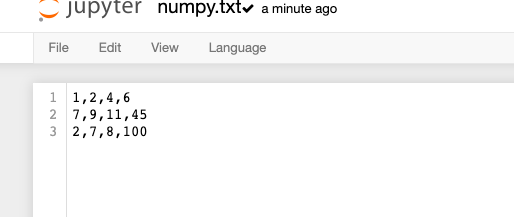 jupyter numpy.txt✔ a minute ago
File Edit View Language
1 1,2,4,6
2 7,9,11,45
3 2,7,8,100